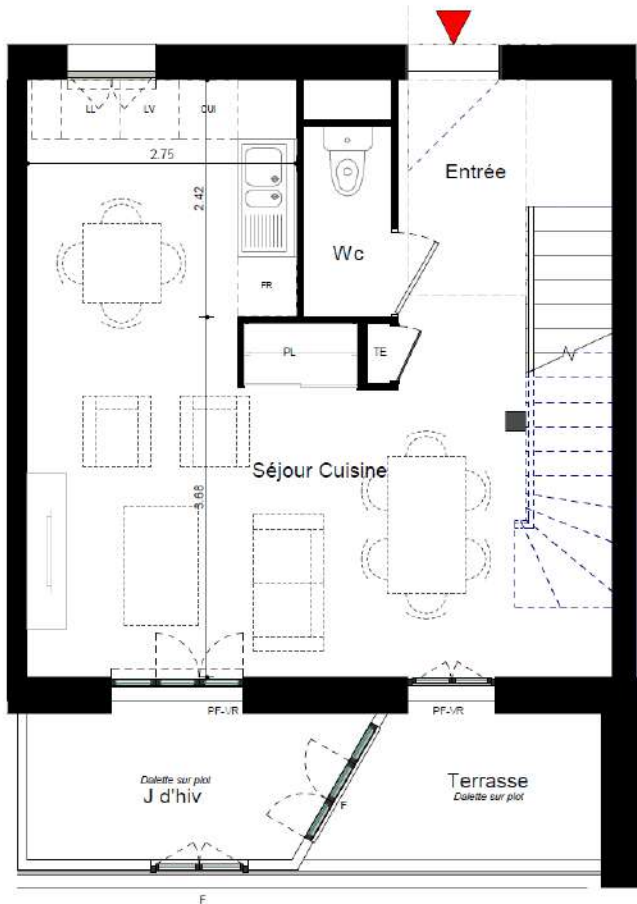 LL
LV
CUI
2.75
2.42
Entrée
Wc
FR
PL
TE
Séjour Cuisine
3.68
PF-VR
PF-VR
Dalette sur plot
J d'hiv
F
Terrasse
Dalette sur plot
F